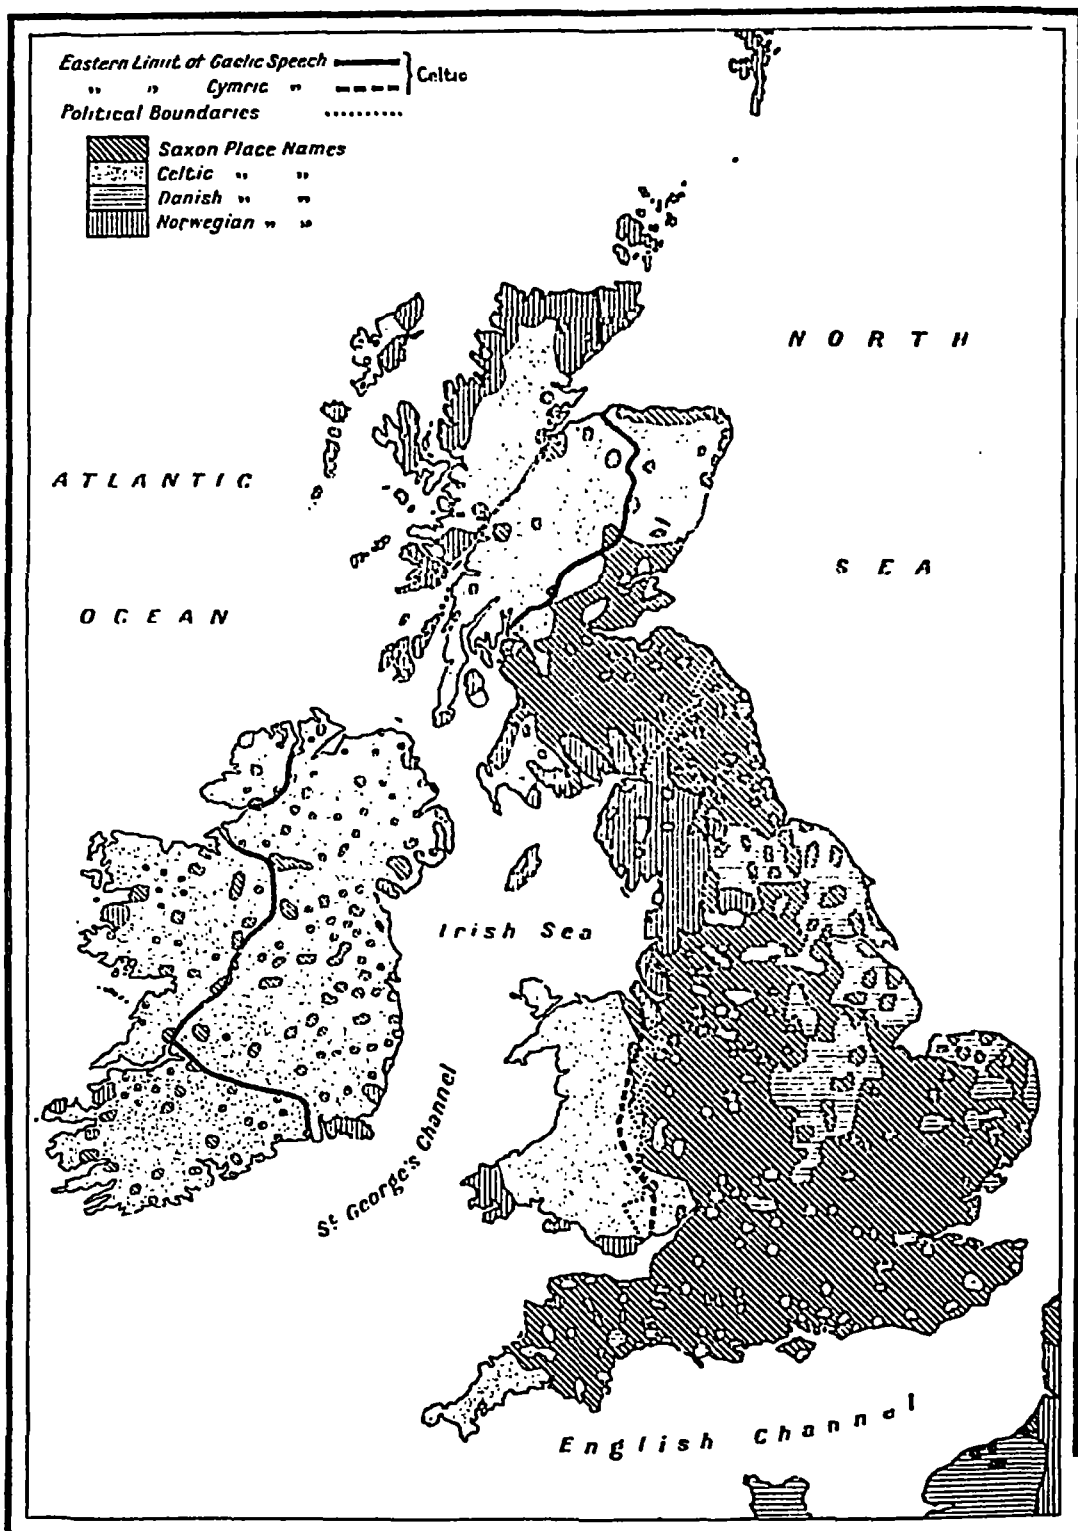 Eastern Limit of Gaelic Speech
" " Cymric "
Celtic
Political Boundaries
Saxon Place Names
Celtic " "
Danish " "
Norwegian " "
NORTH
SEA
ATLANTIC
OCEAN
Irish Sea
St George's Channel
English Channel